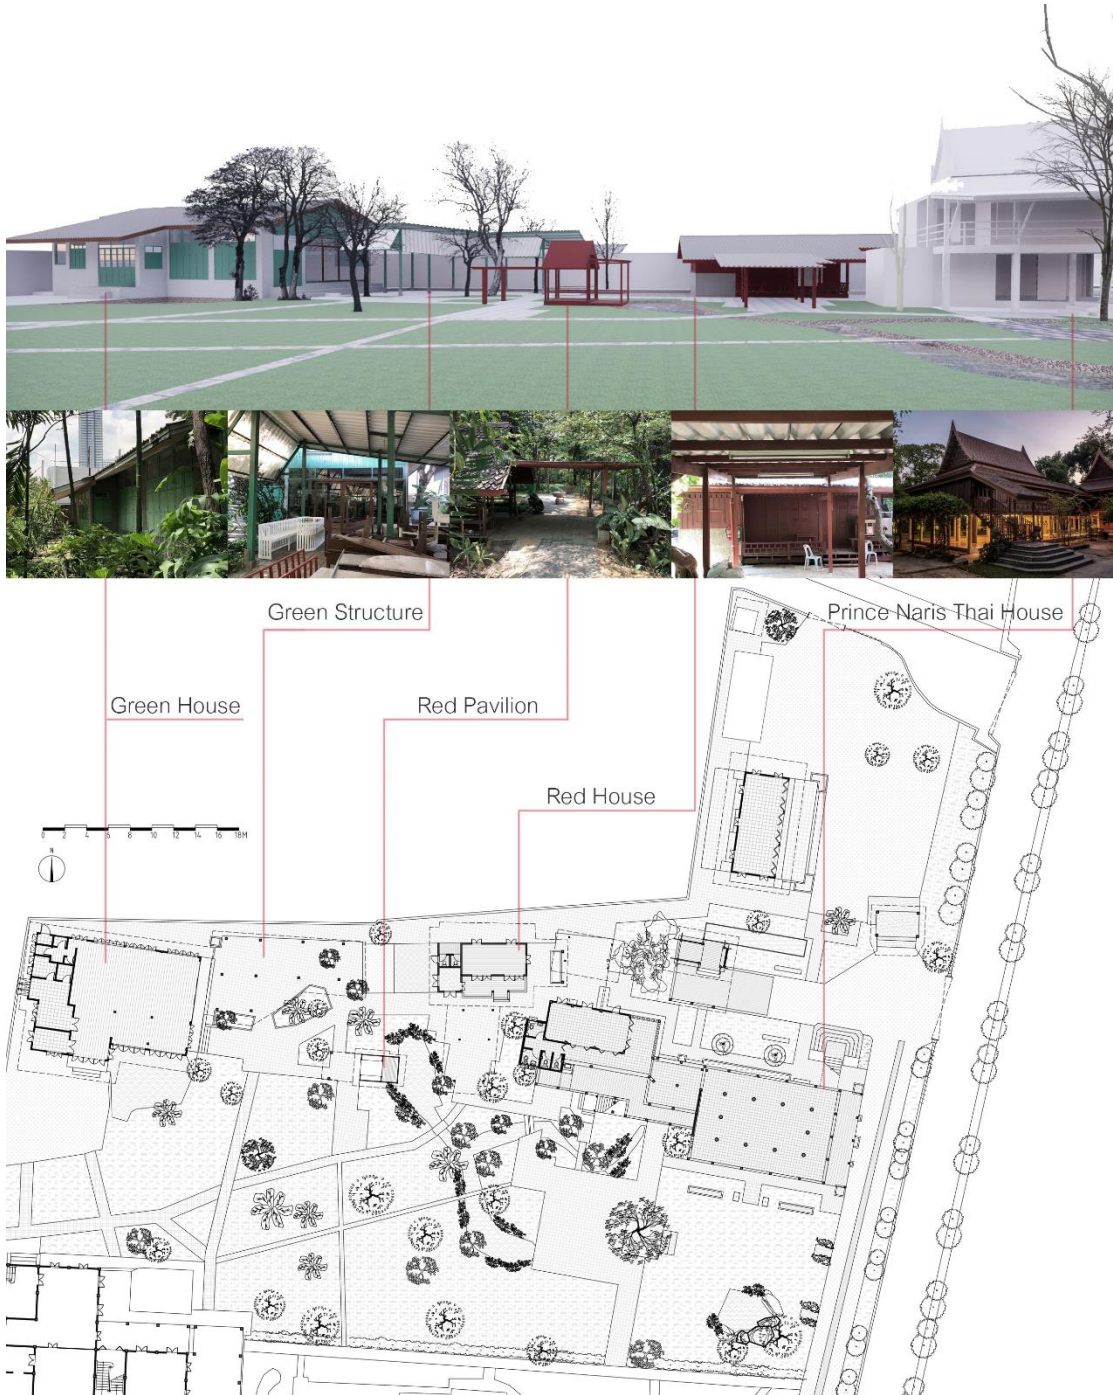 Green Structure
Prince Naris Thai House
Green House
Red Pavilion
Red House
0 2 4 6 8 10 12 14 16 18M
N